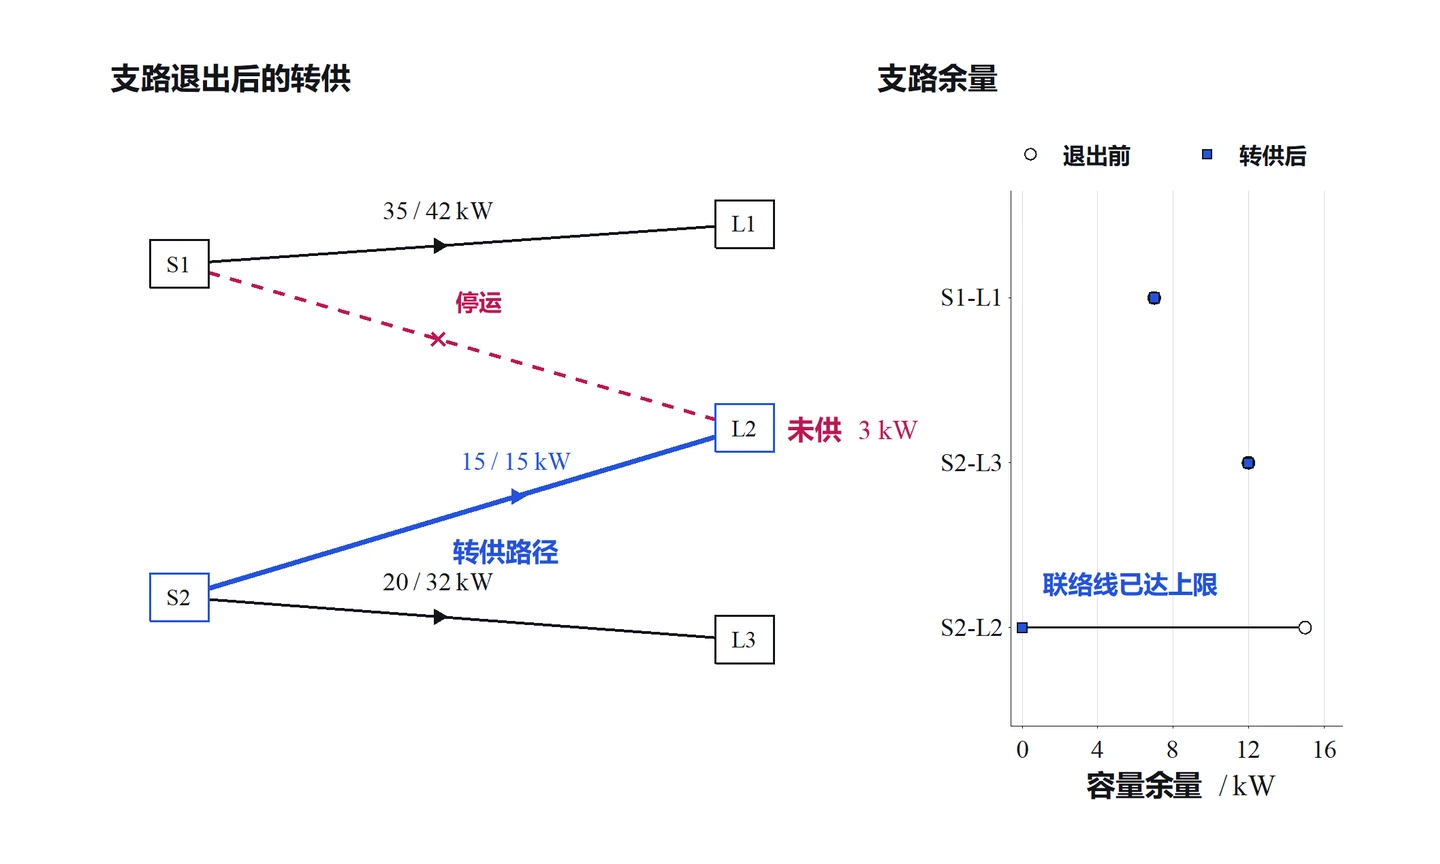 支路退出后的转供
35 / 42 kW
S1
L1
停运
L2
未供 3 kW
15 / 15 kW
转供路径
20 / 32 kW
S2
L3
支路余量
退出前
转供后
S1-L1
S2-L3
联络线已达上限
S2-L2
0 4 8 12 16
容量余量 / kW